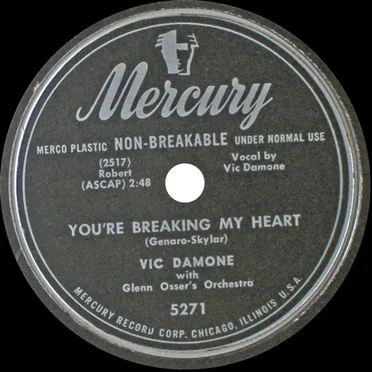 Mercury
MERCO PLASTIC NON-BREAKABLE UNDER NORMAL USE
(2517)
Robert
(ASCAP) 2:48
Vocal by
Vic Damone
YOU'RE BREAKING MY HEART
(Genaro-Skylar)
VIC DAMONE
with
Glenn Osser's Orchestra
5271
MERCURY RECORD CORP. CHICAGO, ILLINOIS U.S.A.